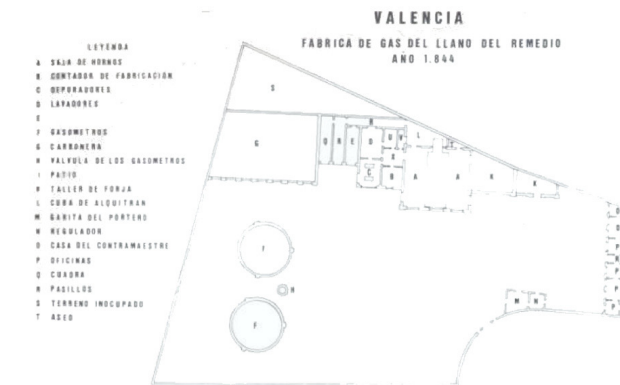 VALENCIA
FABRICA DE GAS DEL LLANO DEL REMEDIO
AÑO 1.844
LEYENDA
A SALA DE HORNOS
B CONTADOR DE FABRICACIÓN
C DEPURADORES
D LAVADORES
E
F GASOMETROS
G CARBONERA
H VALVULA DE LOS GASOMETROS
I PATIO
K TALLER DE FORJA
L CUBA DE ALQUITRAN
M GARITA DEL PORTERO
N REGULADOR
O CASA DEL CONTRAMAESTRE
P OFICINAS
Q CUADRA
R PASILLOS
S TERRENO INOCUPADO
T ASEO
S
G
R
Q R E D
L
C B A A K K
F
H
F
M N
P